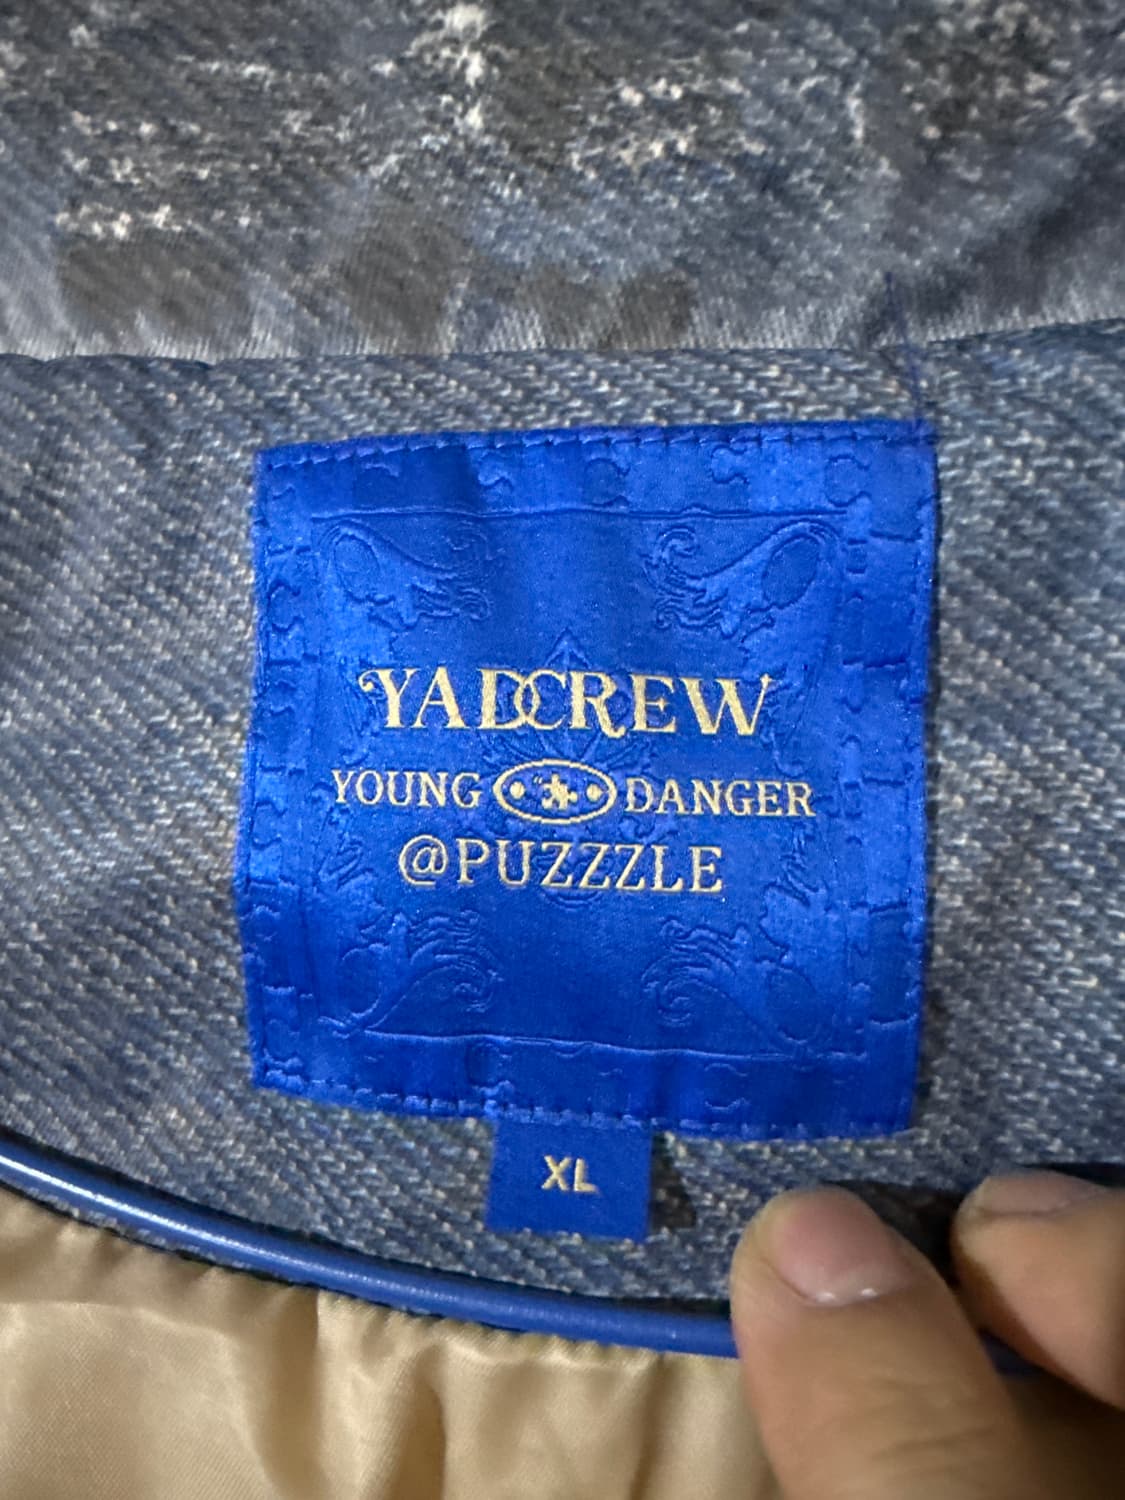 YADCREW
YOUNG DANGER
@PUZZZLE
XL